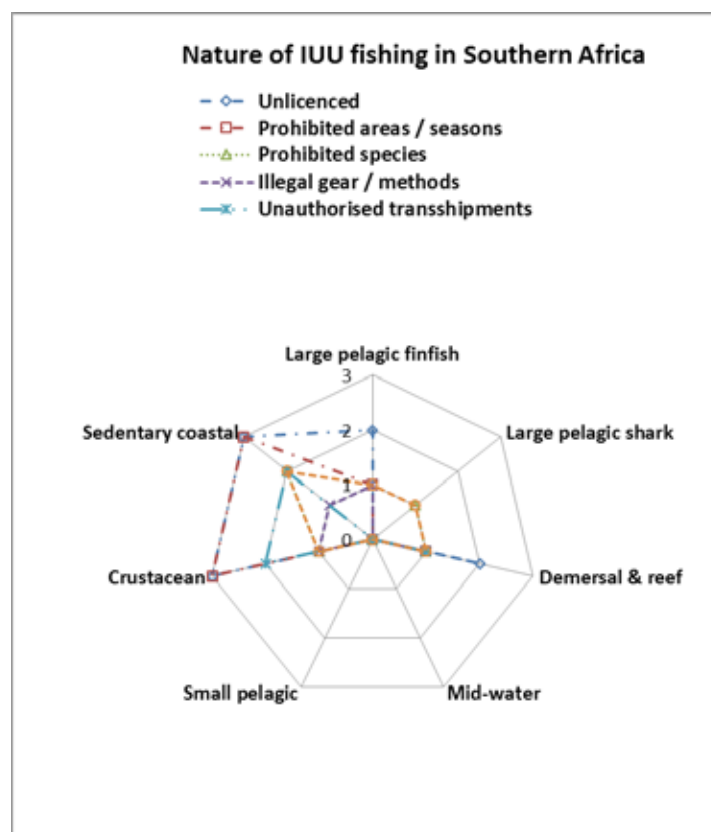 Nature of IUU fishing in Southern Africa
Unlicenced
Prohibited areas / seasons
Prohibited species
Illegal gear / methods
Unauthorised transshipments
Large pelagic finfish
3
Sedentary coastal
2
Large pelagic shark
1
0
Crustacean
Demersal & reef
Small pelagic
Mid-water